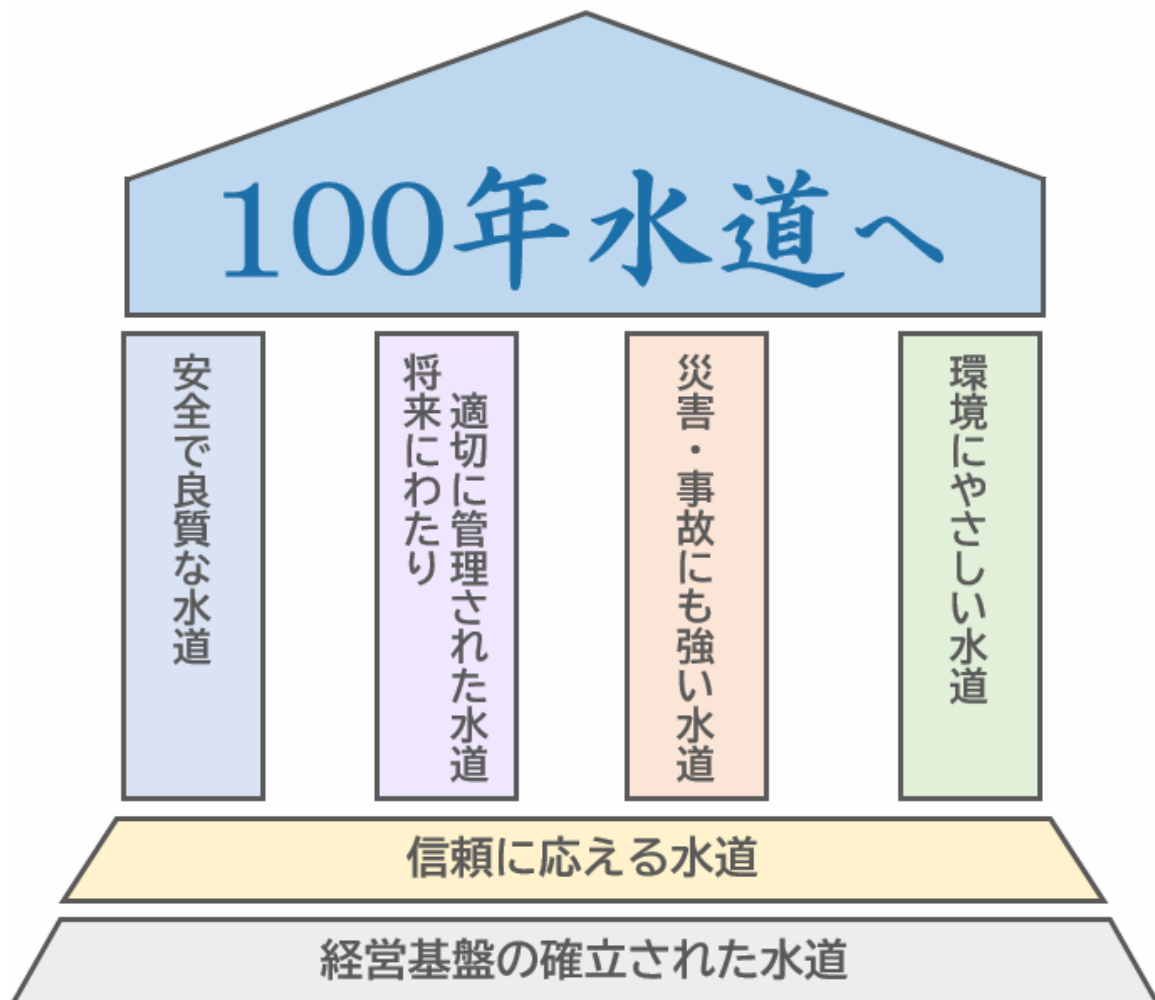 100年水道へ
安全で良質な水道
将来にわたり
適切に管理された水道
災害・事故にも強い水道
環境にやさしい水道
信頼に応える水道
経営基盤の確立された水道